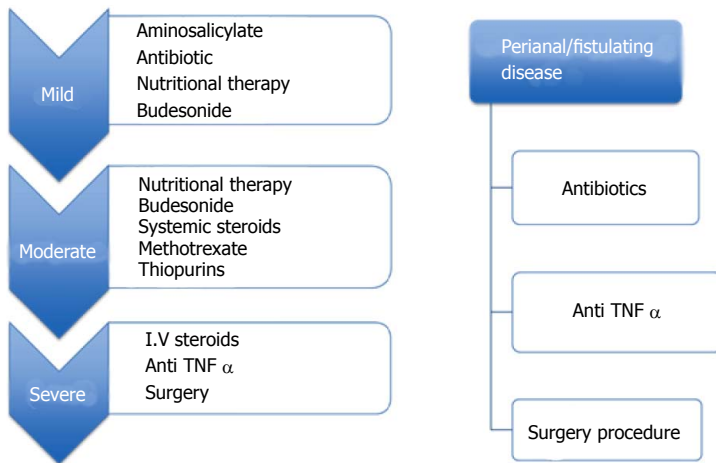 Mild
Aminosalicylate
Antibiotic
Nutritional therapy
Budesonide
Moderate
Nutritional therapy
Budesonide
Systemic steroids
Methotrexate
Thiopurins
Severe
I.V steroids
Anti TNF α
Surgery
Perianal/fistulating
disease
Antibiotics
Anti TNF α
Surgery procedure